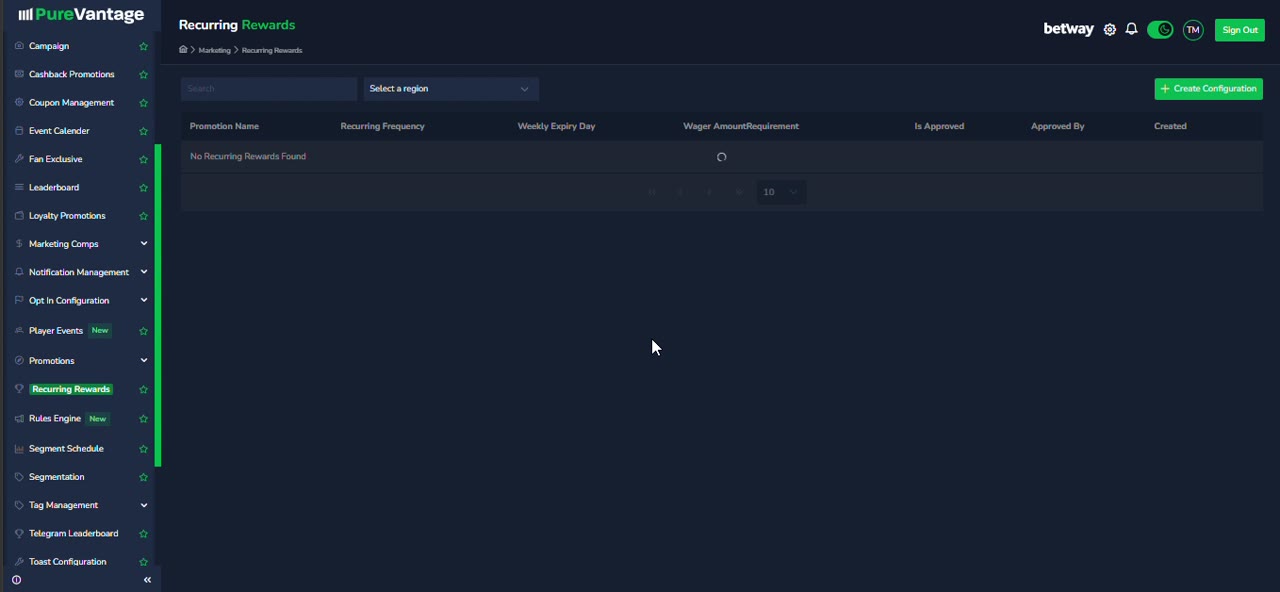 PureVantage
Campaign
Cashback Promotions
Coupon Management
Event Calender
Fan Exclusive
Leaderboard
Loyalty Promotions
Marketing Comps
Notification Management
Opt In Configuration
Player Events New
Promotions
Recurring Rewards
Rules Engine New
Segment Schedule
Segmentation
Tag Management
Telegram Leaderboard
Toast Configuration
Recurring Rewards
Marketing > Recurring Rewards
betway TM Sign Out
Search Select a region + Create Configuration
Promotion Name Recurring Frequency Weekly Expiry Day Wager AmountRequirement Is Approved Approved By Created
No Recurring Rewards Found
10